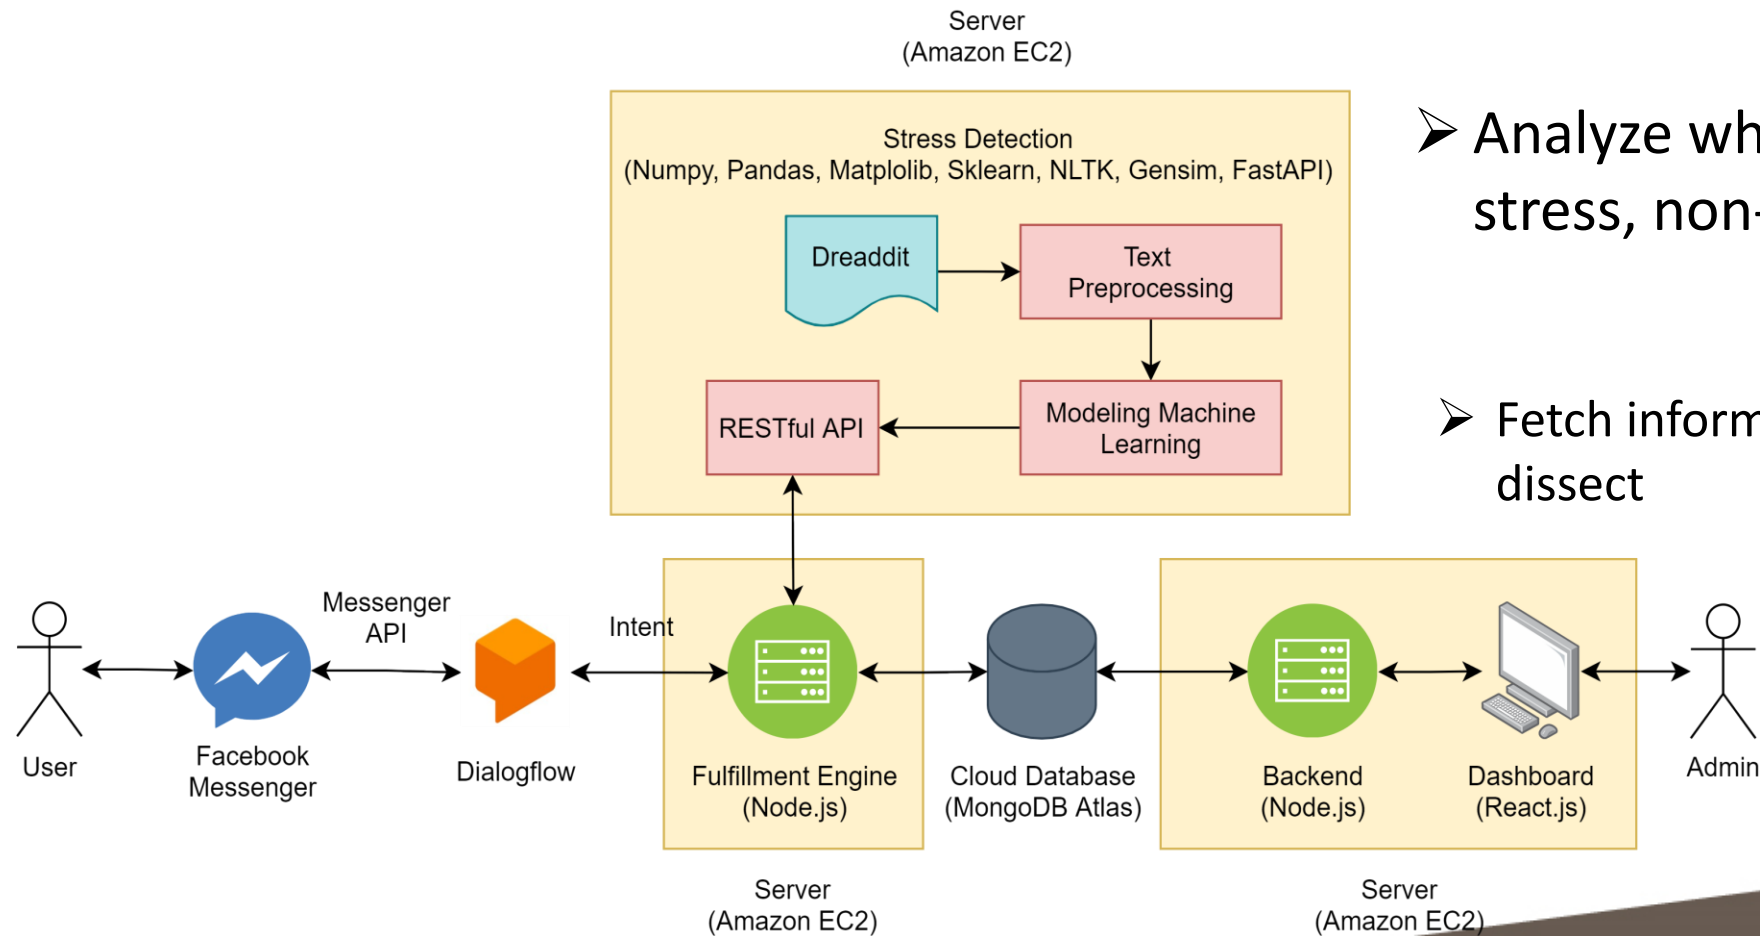 Server
(Amazon EC2)
Stress Detection
(Numpy, Pandas, Matplolib, Sklearn, NLTK, Gensim, FastAPI)
Dreaddit
Text
Preprocessing
RESTful API
Modeling Machine
Learning
Analyze wh
stress, non-
Fetch inform
dissect
Messenger
API
Intent
User
Facebook
Messenger
Dialogflow
Fulfillment Engine
(Node.js)
Cloud Database
(MongoDB Atlas)
Backend
(Node.js)
Dashboard
(React.js)
Admin
Server
(Amazon EC2)
Server
(Amazon EC2)